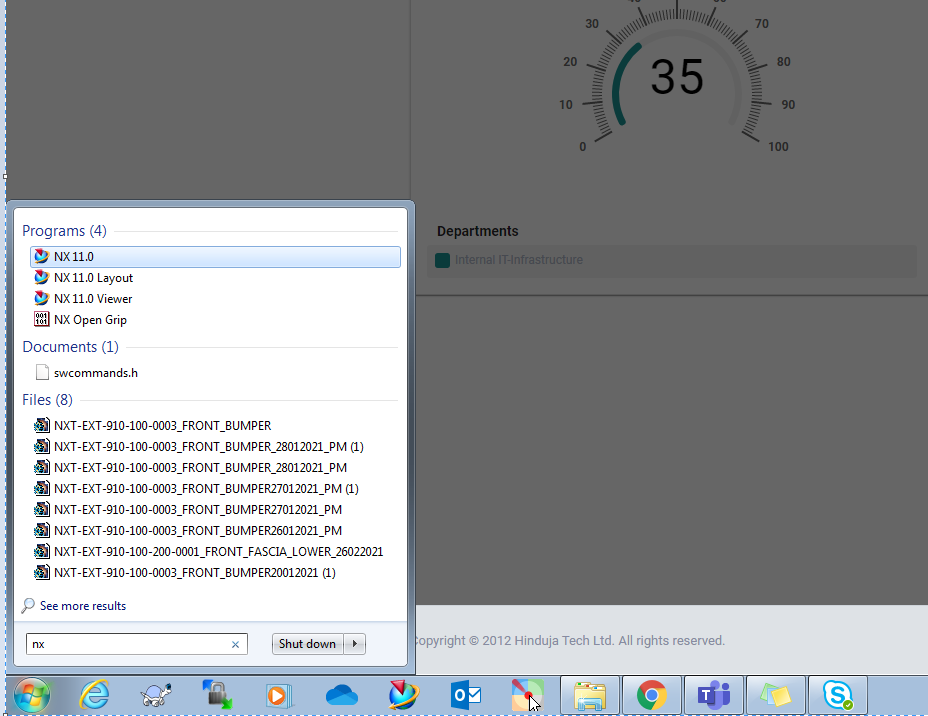 30
70
20
80
35
10
90
0
100
Departments
Internal IT-Infrastructure
Programs (4)
NX 11.0
NX 11.0 Layout
NX 11.0 Viewer
NX Open Grip
Documents (1)
swcommands.h
Files (8)
NXT-EXT-910-100-0003_FRONT_BUMPER
NXT-EXT-910-100-0003_FRONT_BUMPER_28012021_PM (1)
NXT-EXT-910-100-0003_FRONT_BUMPER_28012021_PM
NXT-EXT-910-100-0003_FRONT_BUMPER27012021_PM (1)
NXT-EXT-910-100-0003_FRONT_BUMPER27012021_PM
NXT-EXT-910-100-0003_FRONT_BUMPER26012021_PM
NXT-EXT-910-100-200-0001_FRONT_FASCIA_LOWER_26022021
NXT-EXT-910-100-0003_FRONT_BUMPER20012021 (1)
See more results
nx
Shut down
opyright © 2012 Hinduja Tech Ltd. All rights reserved.